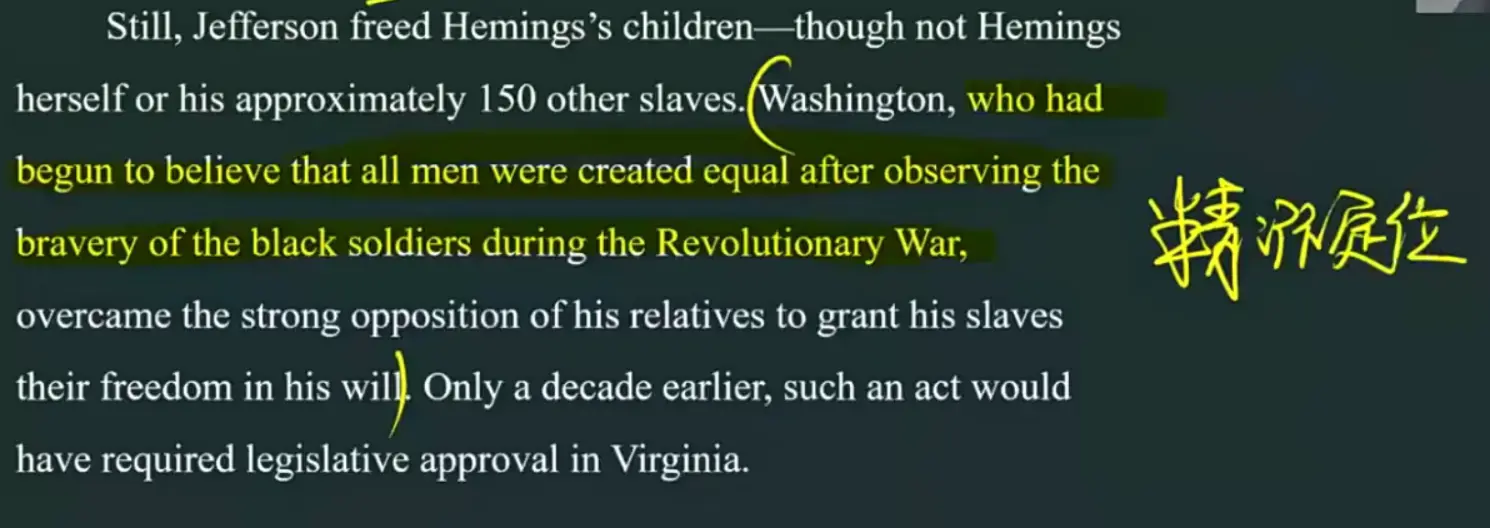 Still, Jefferson freed Hemings's children—though not Hemings
herself or his approximately 150 other slaves. Washington, who had
begun to believe that all men were created equal after observing the
bravery of the black soldiers during the Revolutionary War,
overcame the strong opposition of his relatives to grant his slaves
their freedom in his will. Only a decade earlier, such an act would
have required legislative approval in Virginia.
精 定位